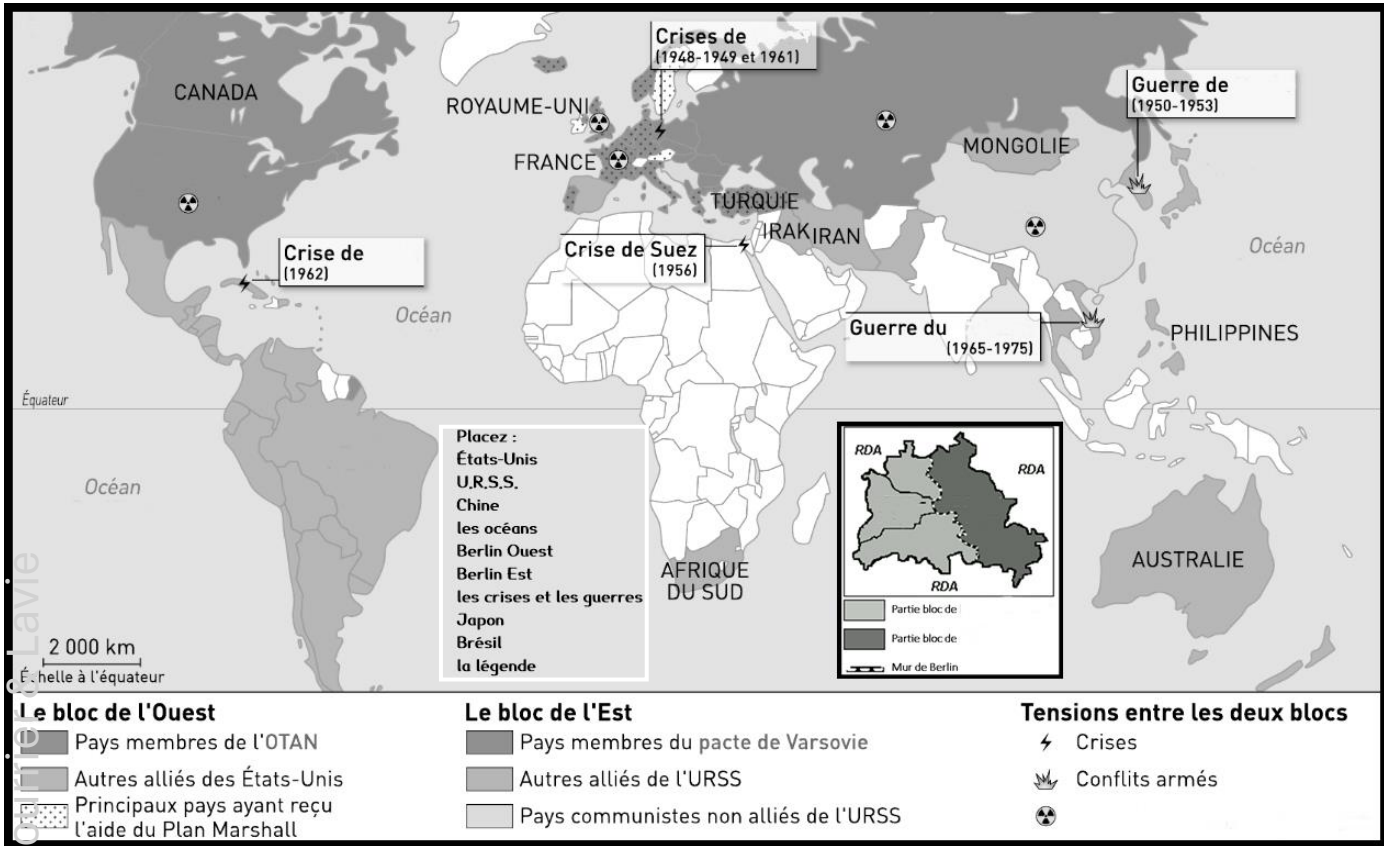 Crises de
(1948-1949 et 1961)
Guerre de
(1950-1953)
CANADA
ROYAUME-UNI
FRANCE
MONGOLIE
TURQUIE
IRAK
IRAN
Crise de
(1962)
Crise de Suez
(1956)
Océan
Océan
Guerre du
(1965-1975)
PHILIPPINES
Équateur
Placez :
États-Unis
U.R.S.S.
Chine
les océans
Berlin Ouest
Berlin Est
les crises et les guerres
Japon
Brésil
la légende
RDA
RDA
RDA
Partie bloc de
Partie bloc de
Mur de Berlin
Océan
AFRIQUE
DU SUD
AUSTRALIE
2 000 km
Échelle à l'équateur
Le bloc de l'Ouest
Pays membres de l'OTAN
Autres alliés des États-Unis
Principaux pays ayant reçu
l'aide du Plan Marshall
Le bloc de l'Est
Pays membres du pacte de Varsovie
Autres alliés de l'URSS
Pays communistes non alliés de l'URSS
Tensions entre les deux blocs
Crises
Conflits armés
& Lavie